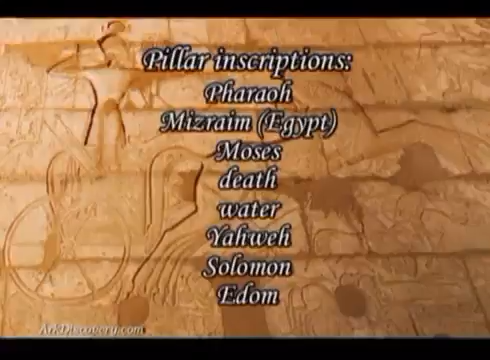 Pillar inscriptions:
Pharaoh
Mizraim (Egypt)
Moses
death
water
Yahweh
Solomon
Edom
ArkDiscovery.com